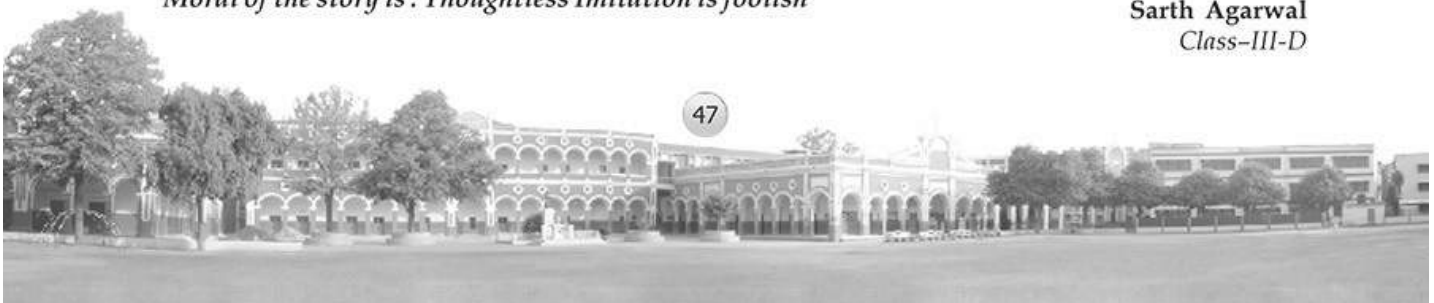 Moral of the story is : Thoughtless Imitation is foolish
Sarth Agarwal
Class–III-D
47